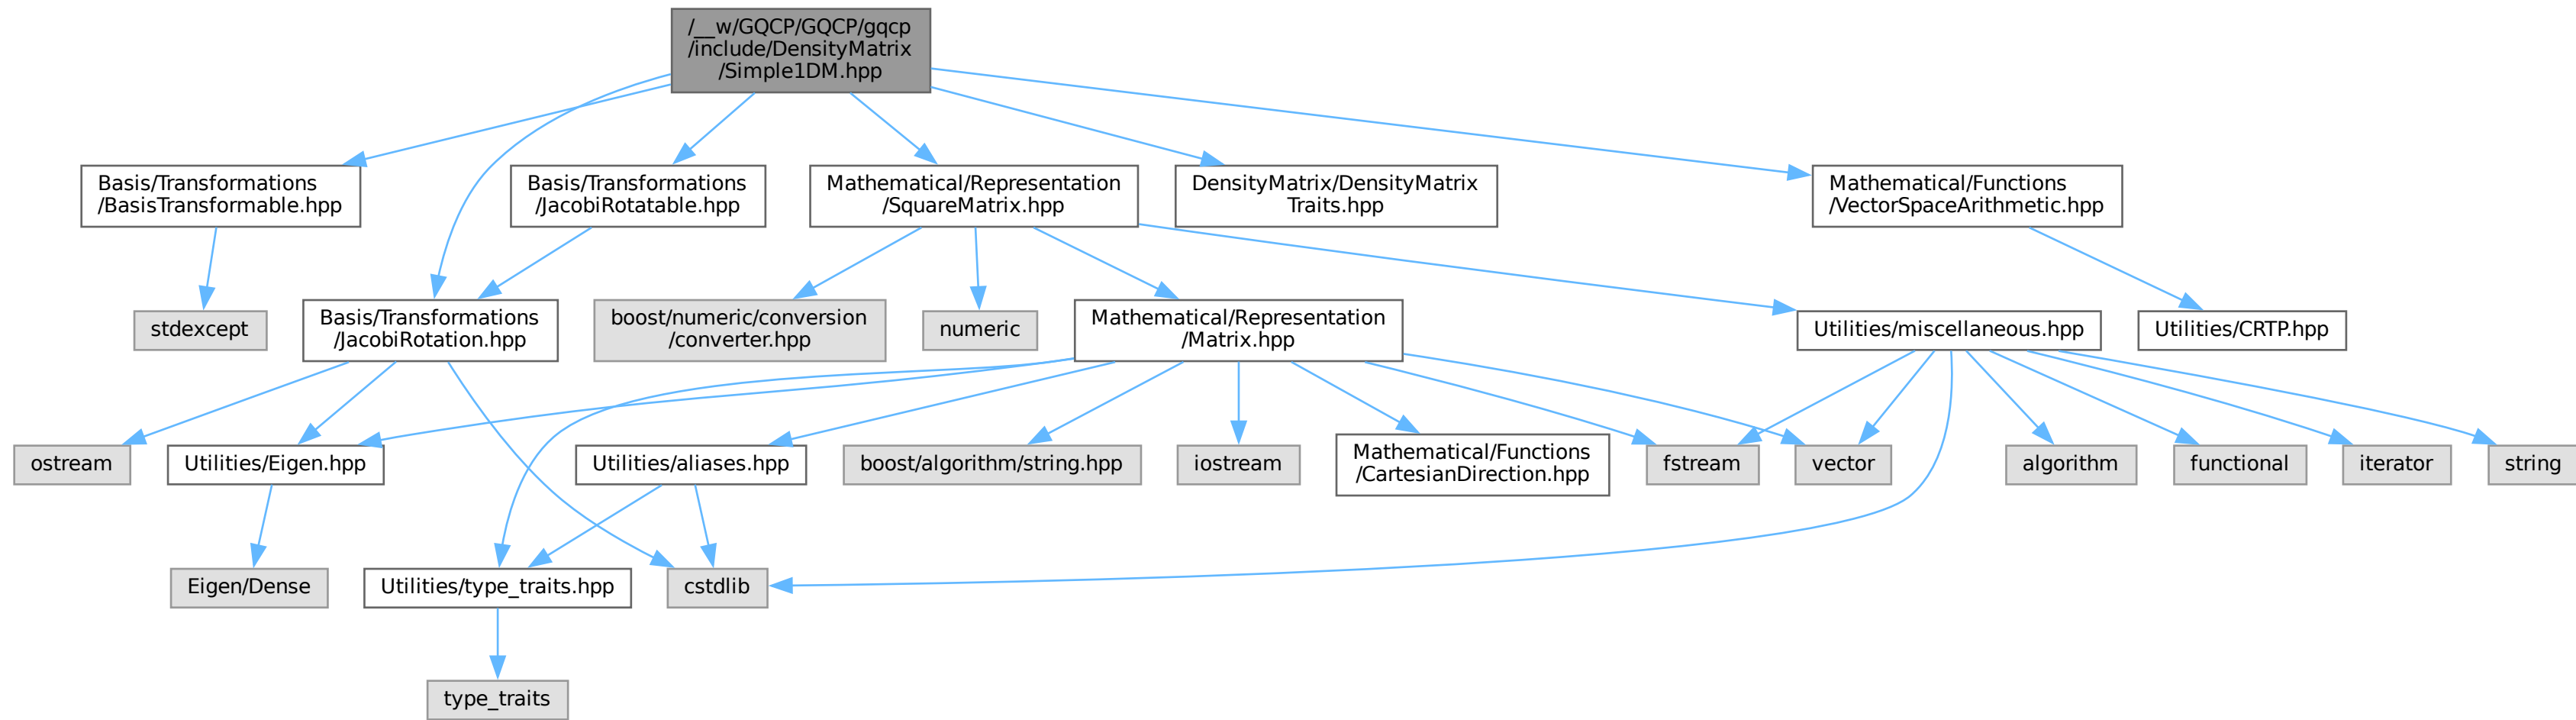 /__w/GQCP/GQCP/gqcp
/include/DensityMatrix
/Simple1DM.hpp
Basis/Transformations
/BasisTransformable.hpp
Basis/Transformations
/JacobiRotatable.hpp
Mathematical/Representation
/SquareMatrix.hpp
DensityMatrix/DensityMatrix
Traits.hpp
Mathematical/Functions
/VectorSpaceArithmetic.hpp
stdexcept
Basis/Transformations
/JacobiRotation.hpp
boost/numeric/conversion
/converter.hpp
numeric
Mathematical/Representation
/Matrix.hpp
Utilities/miscellaneous.hpp
Utilities/CRTP.hpp
ostream
Utilities/Eigen.hpp
Utilities/aliases.hpp
boost/algorithm/string.hpp
iostream
Mathematical/Functions
/CartesianDirection.hpp
fstream
vector
algorithm
functional
iterator
string
Eigen/Dense
Utilities/type_traits.hpp
cstdlib
type_traits